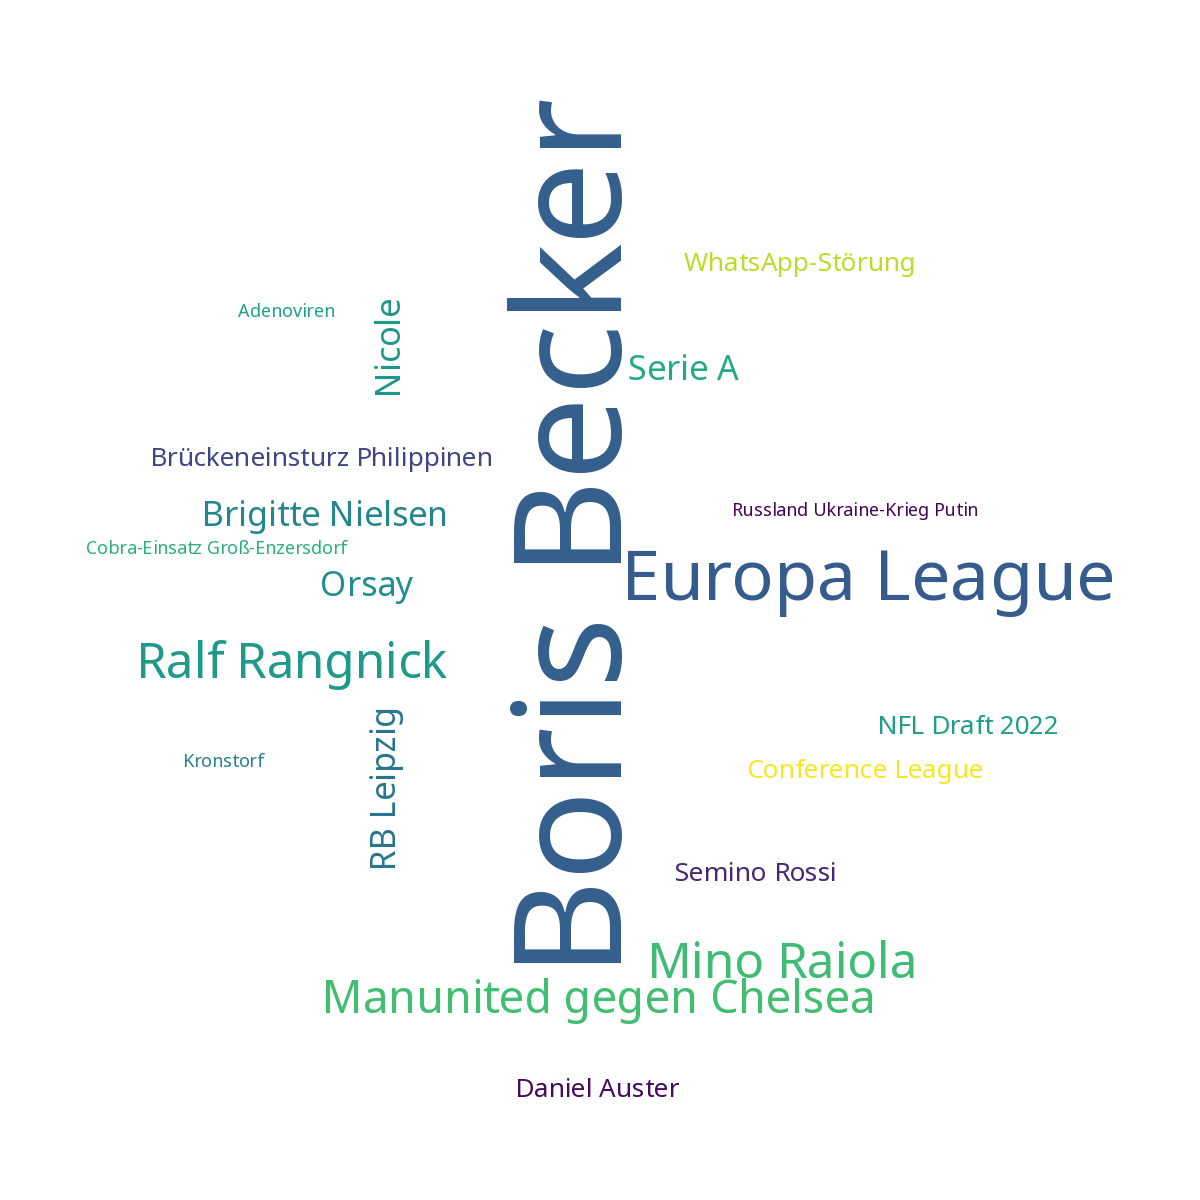 Boris Becker
WhatsApp-Störung
Adenoviren
Nicole
Serie A
Brückeneinsturz Philippinen
Brigitte Nielsen
Russland Ukraine-Krieg Putin
Cobra-Einsatz Groß-Enzersdorf
Europa League
Orsay
Ralf Rangnick
RB Leipzig
NFL Draft 2022
Kronstorf
Conference League
Semino Rossi
Mino Raiola
Manunited gegen Chelsea
Daniel Auster